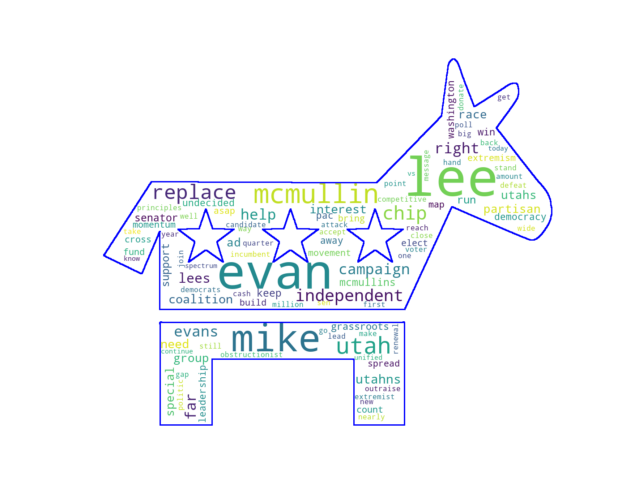 get
washington
donate
race
poll
big
win
right
back
today
hand
extremism
message
stand
vs
lee
amount
defeat
point
run
utahs
competitive
map
partisan
chip
democracy
side
replace
mcmullin
undecided
principles
asap
interest
senator
well
help
pac
bring
momentum
candidate
attack
reach
day
accept
year
take
cross
ad
quarter
away
elect
voter
fund
join
incumbent
movement
one
know
support
spectrum
evan
campaign
lees
mcmullins
democrats
cash
keep
independent
coalition
build
million
first
evans
mike
go
grassroots
make
lead
renewal
need
still
utah
continue
obstructionist
unified
group
spread
gap
special
politic
leadership
utahns
outraise
far
extremist
new
count
nearly